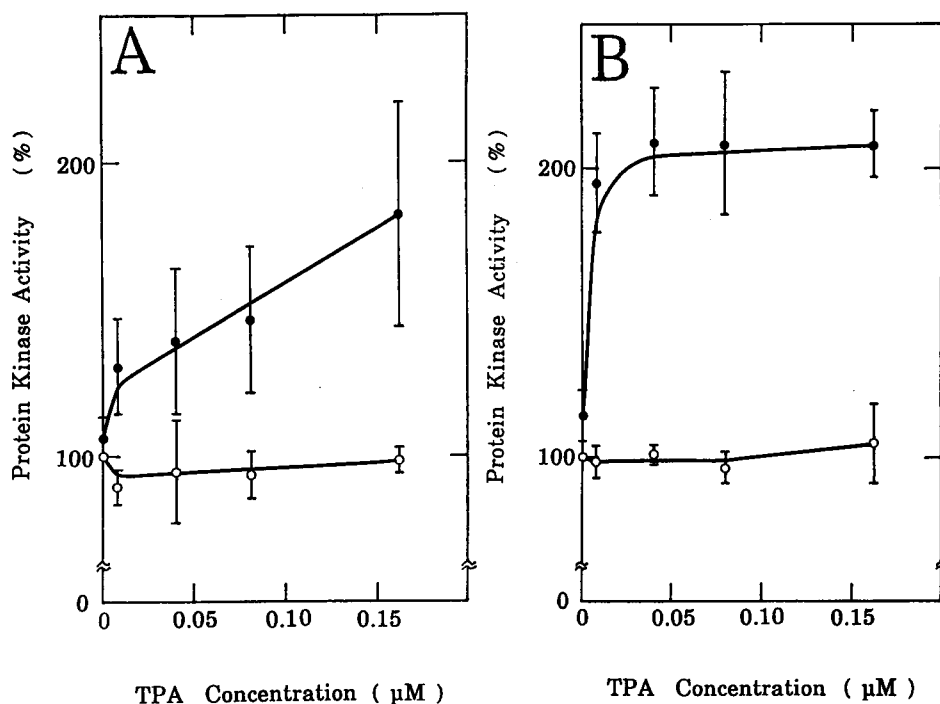 A
Protein Kinase Activity (%)
200
100
0
0 0.05 0.10 0.15
TPA Concentration ( μM )
B
Protein Kinase Activity (%)
200
100
0
0 0.05 0.10 0.15
TPA Concentration ( μM )